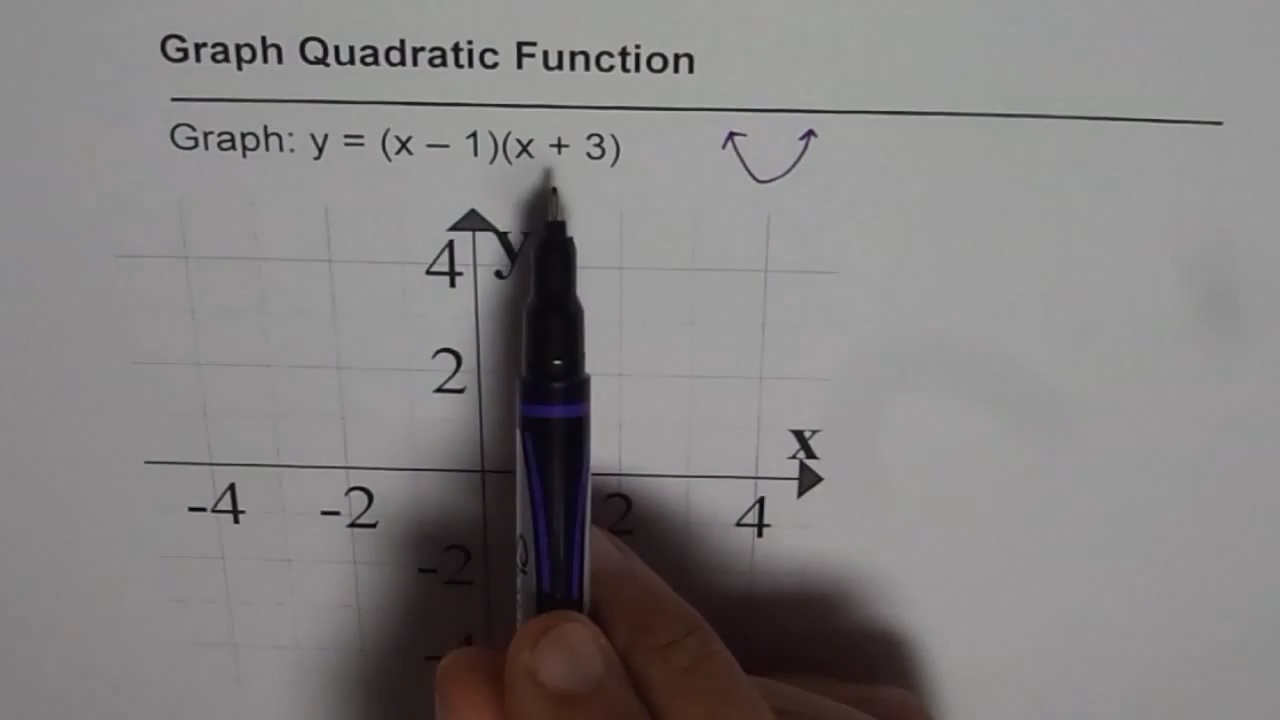 Graph Quadratic Function
Graph: y = (x – 1)(x + 3)
4 y
2
x
-4 -2 2 4
-2